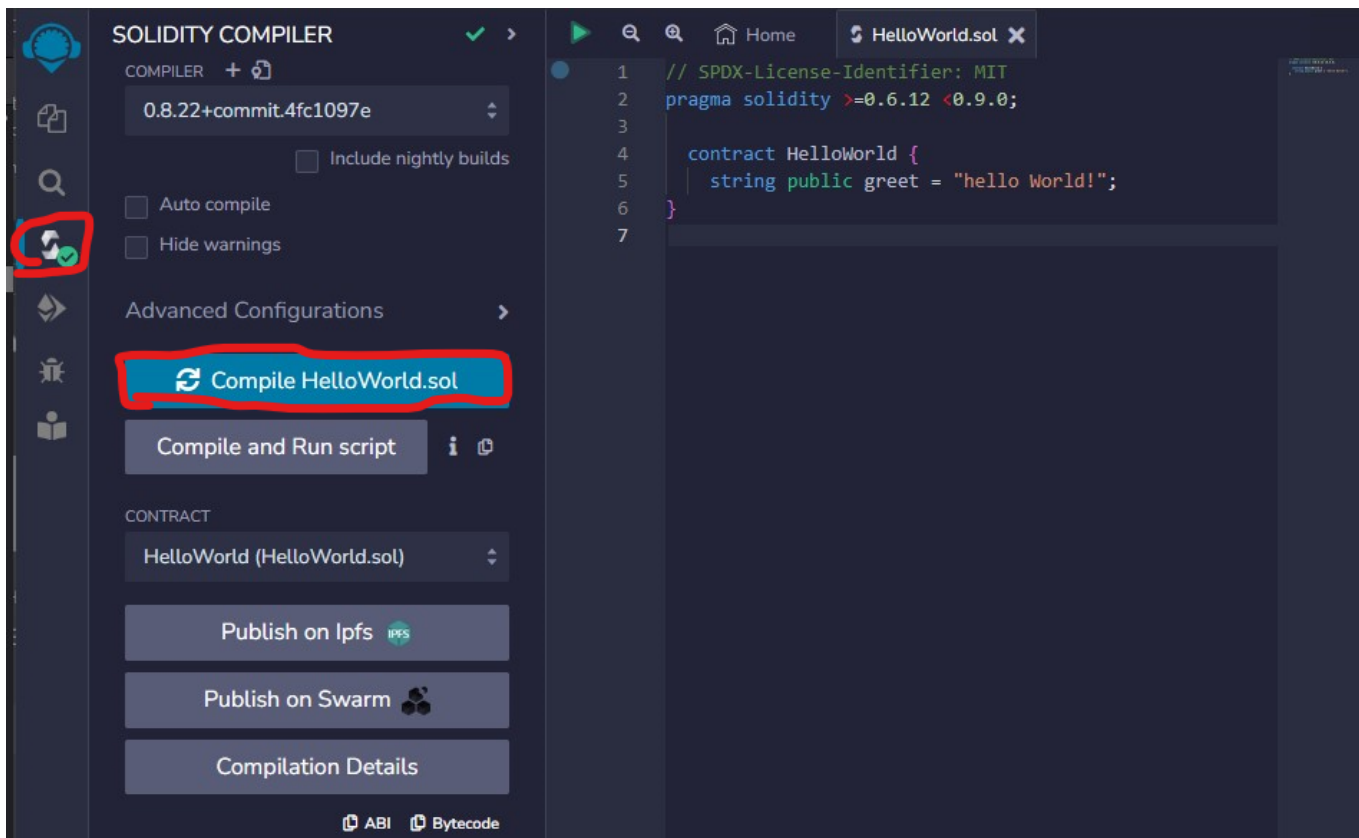 SOLIDITY COMPILER
COMPILER
0.8.22+commit.4fc1097e
Include nightly builds
Auto compile
Hide warnings
Advanced Configurations
Compile HelloWorld.sol
Compile and Run script
CONTRACT
HelloWorld (HelloWorld.sol)
Publish on Ipfs IPFS
Publish on Swarm
Compilation Details
ABI Bytecode
Home HelloWorld.sol
1 // SPDX-License-Identifier: MIT
2 pragma solidity >=0.6.12 <0.9.0;
3
4 contract HelloWorld {
5 string public greet = "hello World!";
6 }
7